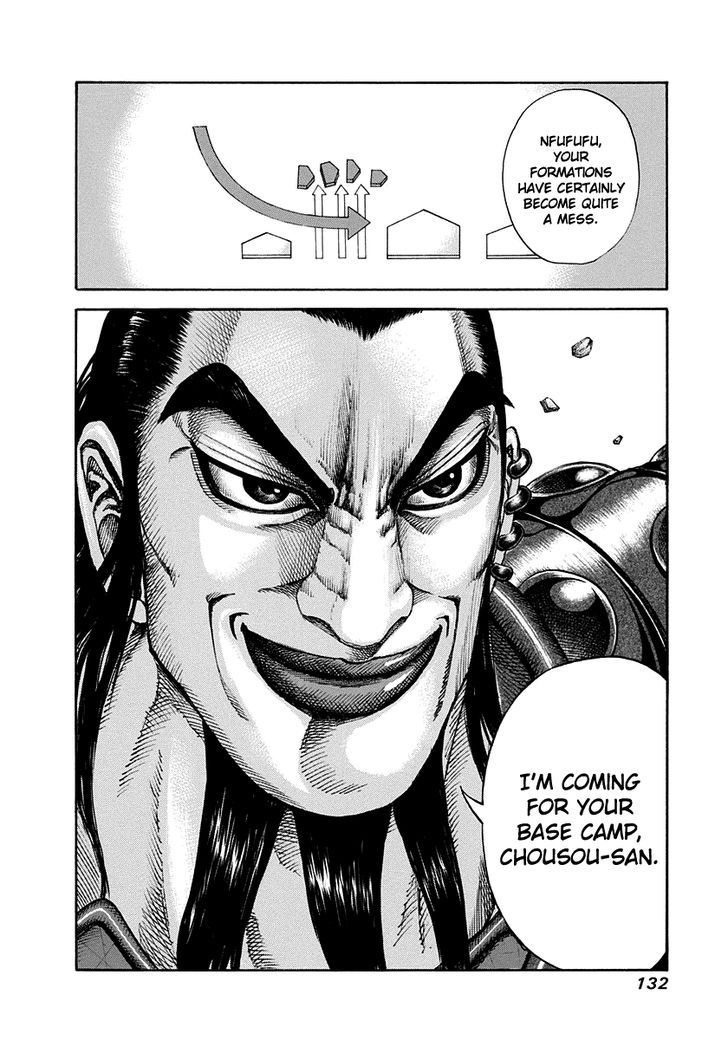 NFUFUFU,
YOUR
FORMATIONS
HAVE CERTAINLY
BECOME QUITE
A MESS.
I'M COMING
FOR YOUR
BASE CAMP,
CHOUSOU-SAN.
132